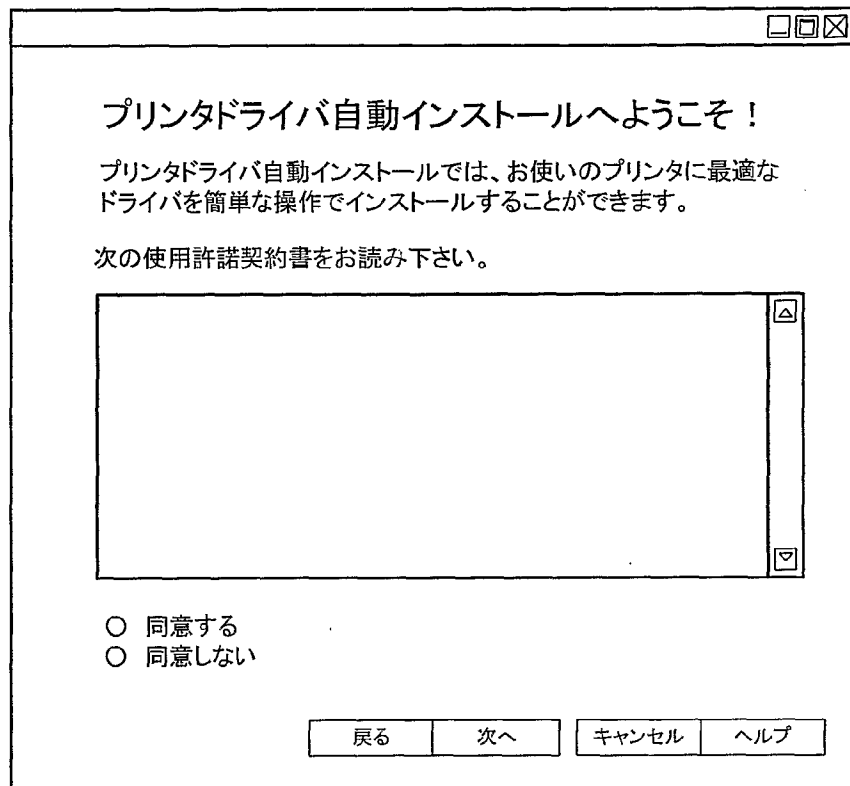 プリンタドライバ自動インストールへようこそ！
プリンタドライバ自動インストールでは、お使いのプリンタに最適な
ドライバを簡単な操作でインストールすることができます。
次の使用許諾契約書をお読み下さい。
同意する
同意しない
戻る 次へ キャンセル ヘルプ